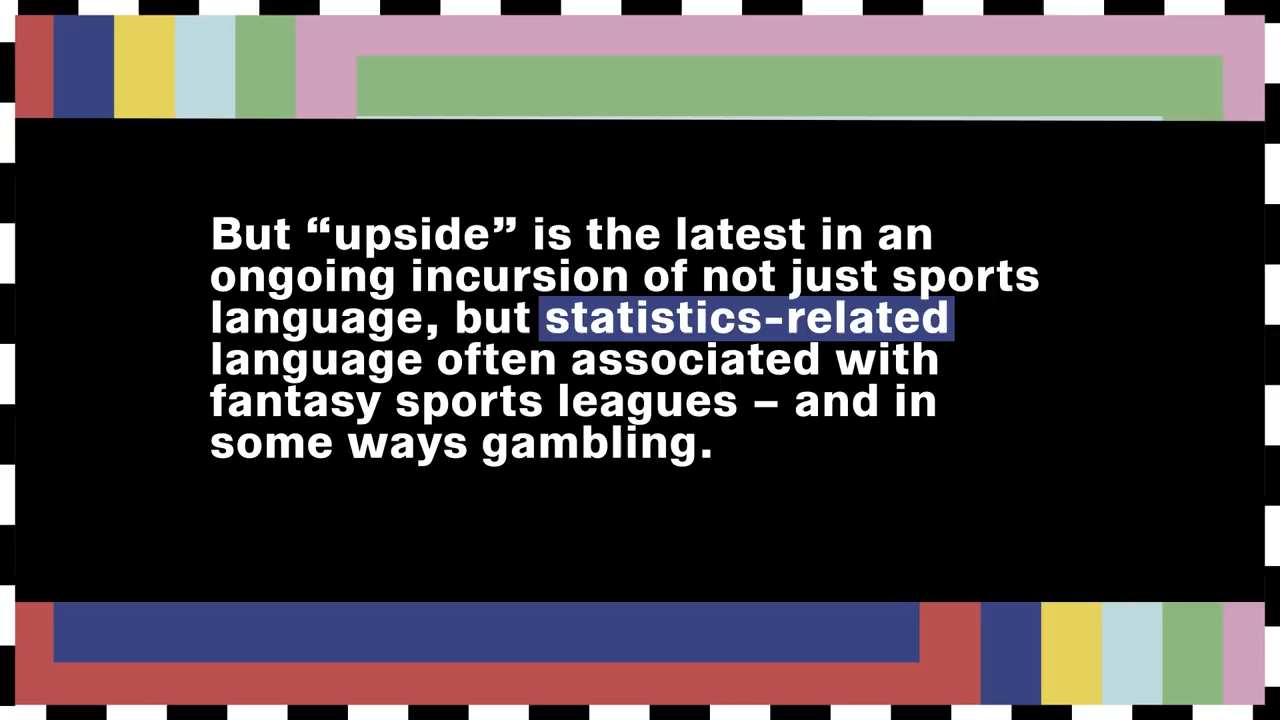 But “upside” is the latest in an
ongoing incursion of not just sports
language, but statistics-related
language often associated with
fantasy sports leagues – and in
some ways gambling.